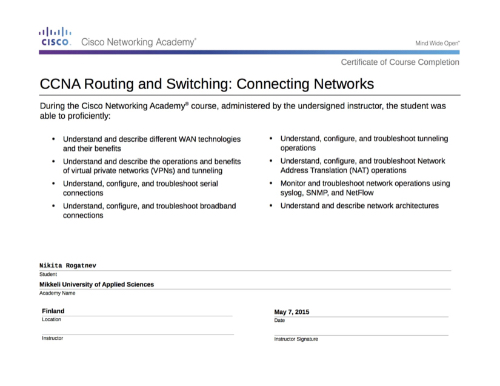 CISCO. Cisco Networking Academy®
Mind Wide Open™
Certificate of Course Completion
CCNA Routing and Switching: Connecting Networks
During the Cisco Networking Academy® course, administered by the undersigned instructor, the student was
able to proficiently:
• Understand and describe different WAN technologies
and their benefits
• Understand and describe the operations and benefits
of virtual private networks (VPNs) and tunneling
• Understand, configure, and troubleshoot serial
connections
• Understand, configure, and troubleshoot broadband
connections
• Understand, configure, and troubleshoot tunneling
operations
• Understand, configure, and troubleshoot Network
Address Translation (NAT) operations
• Monitor and troubleshoot network operations using
syslog, SNMP, and NetFlow
• Understand and describe network architectures
Nikita Rogatnev
Student
Mikkeli University of Applied Sciences
Academy Name
Finland
Location
May 7, 2015
Date
Instructor
Instructor Signature